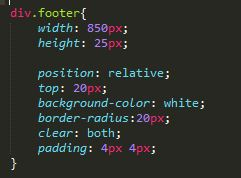 div.footer{
width: 850px;
height: 25px;
position: relative;
top: 20px;
background-color: white;
border-radius:20px;
clear: both;
padding: 4px 4px;
}